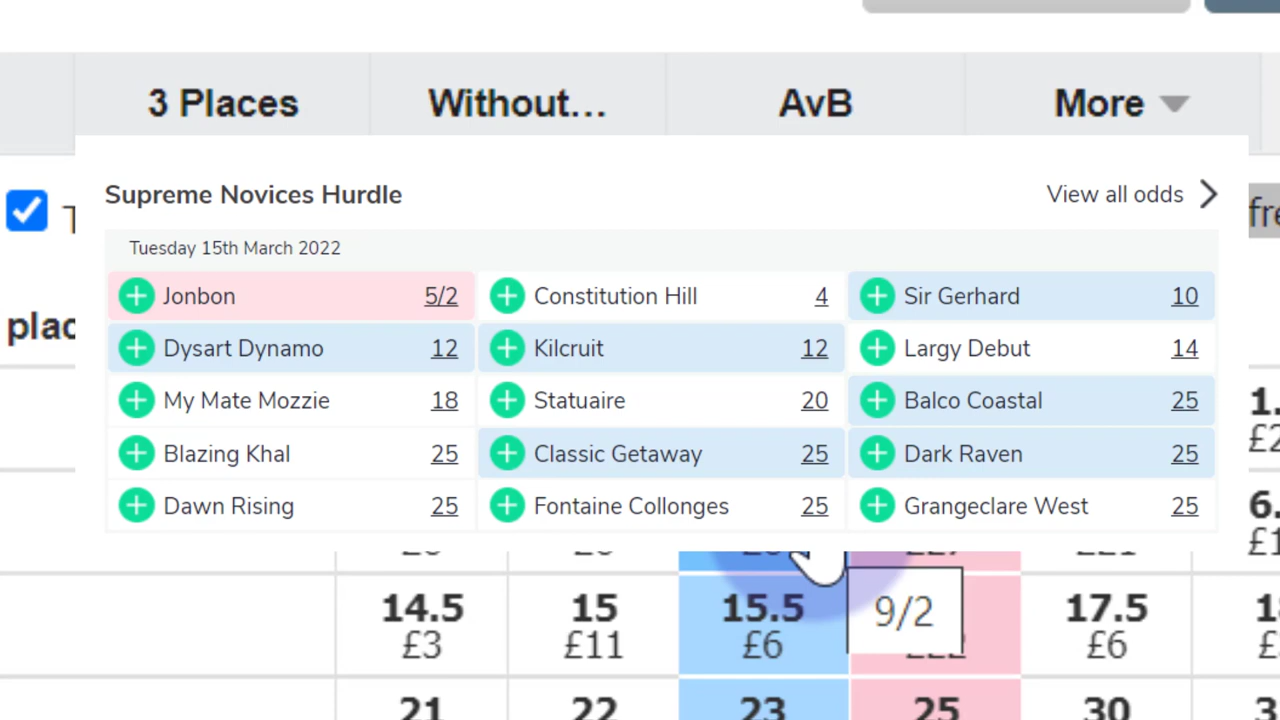 3 Places Without... AvB More
Supreme Novices Hurdle View all odds
fre
Tuesday 15th March 2022
Jonbon 5/2 Constitution Hill 4 Sir Gerhard 10
plac
Dysart Dynamo 12 Kilcruit 12 Largy Debut 14
My Mate Mozzie 18 Statuaire 20 Balco Coastal 25
Blazing Khal 25 Classic Getaway 25 Dark Raven 25
Dawn Rising 25 Fontaine Collonges 25 Grangeclare West 25
14.5 15 15.5 9/2 17.5
£3 £11 £6 £6
21 22 23 25 30